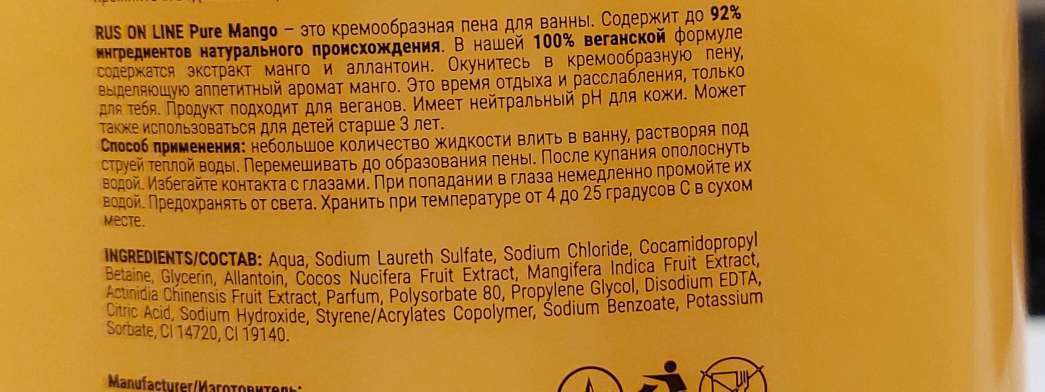 RUS ON LINE Pure Mango – это кремообразная пена для ванны. Содержит до 92%
ингредиентов натурального происхождения. В нашей 100% веганской формуле
содержатся экстракт манго и аллантоин. Окунитесь в кремообразную пену,
выделяющую аппетитный аромат манго. Это время отдыха и расслабления, только
для тебя. Продукт подходит для веганов. Имеет нейтральный pH для кожи. Может
также использоваться для детей старше 3 лет.
Способ применения: небольшое количество жидкости влить в ванну, растворяя под
струей теплой воды. Перемешивать до образования пены. После купания ополоснуть
водой. Избегайте контакта с глазами. При попадании в глаза немедленно промойте их
водой. Предохранять от света. Хранить при температуре от 4 до 25 градусов С в сухом
месте.
INGREDIENTS/СОСТАВ: Aqua, Sodium Laureth Sulfate, Sodium Chloride, Cocamidopropyl
Betaine, Glycerin, Allantoin, Cocos Nucifera Fruit Extract, Mangifera Indica Fruit Extract,
Actinidia Chinensis Fruit Extract, Parfum, Polysorbate 80, Propylene Glycol, Disodium EDTA,
Citric Acid, Sodium Hydroxide, Styrene/Acrylates Copolymer, Sodium Benzoate, Potassium
Sorbate, CI 14720, CI 19140.
Manufacturer/Изготовитель: